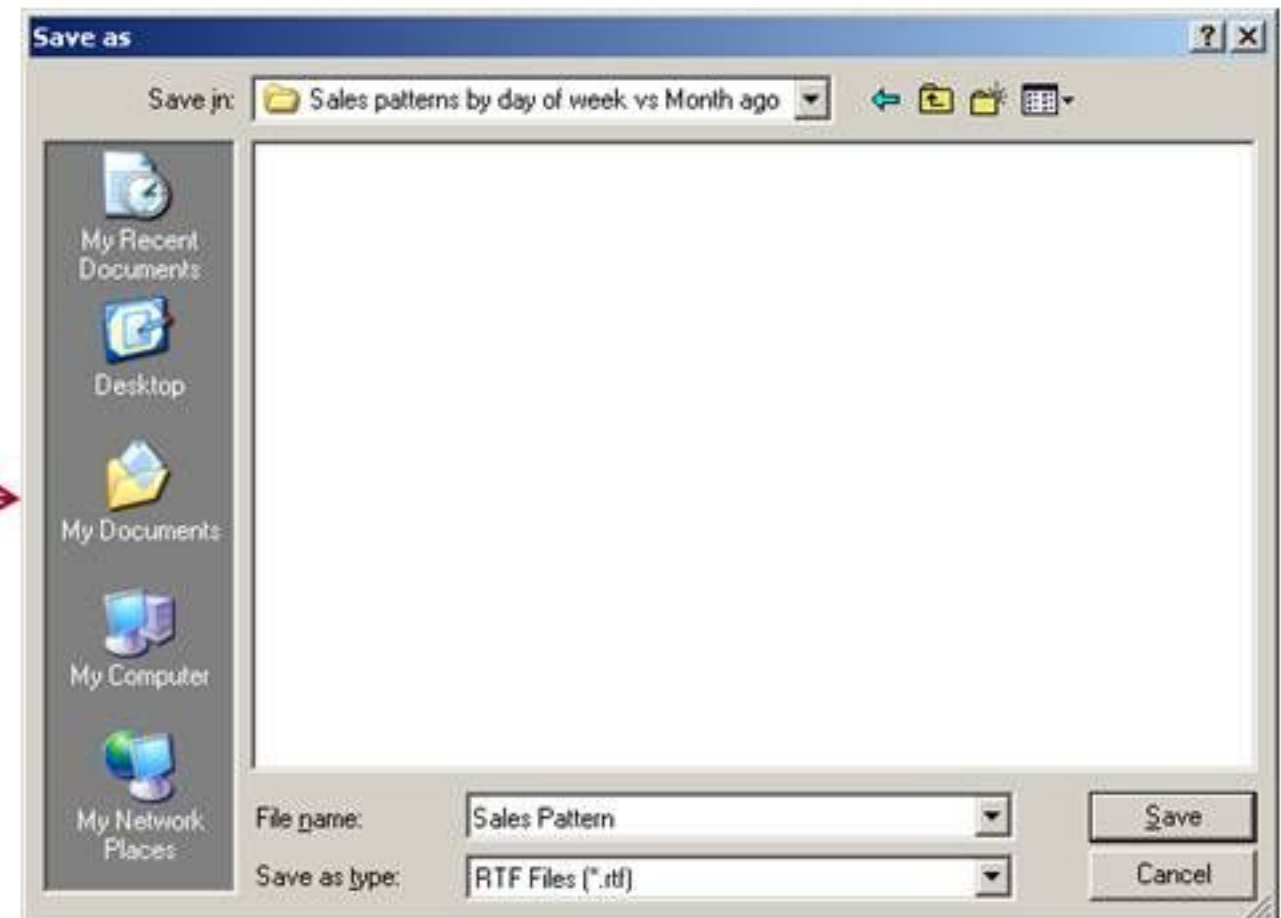 Save as
? X
Save in: Sales patterns by day of week vs Month ago
My Recent
Documents
Desktop
My Documents
My Computer
My Network
Places
File name: Sales Pattern
Save
Save as type: RTF Files (*.rtf)
Cancel